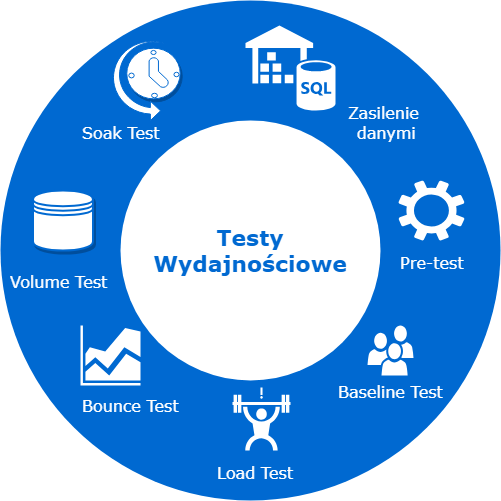 SQL
Zasilenie
danymi
Pre-test
Baseline Test
Load Test
Bounce Test
Volume Test
Soak Test
Testy
Wydajnościowe